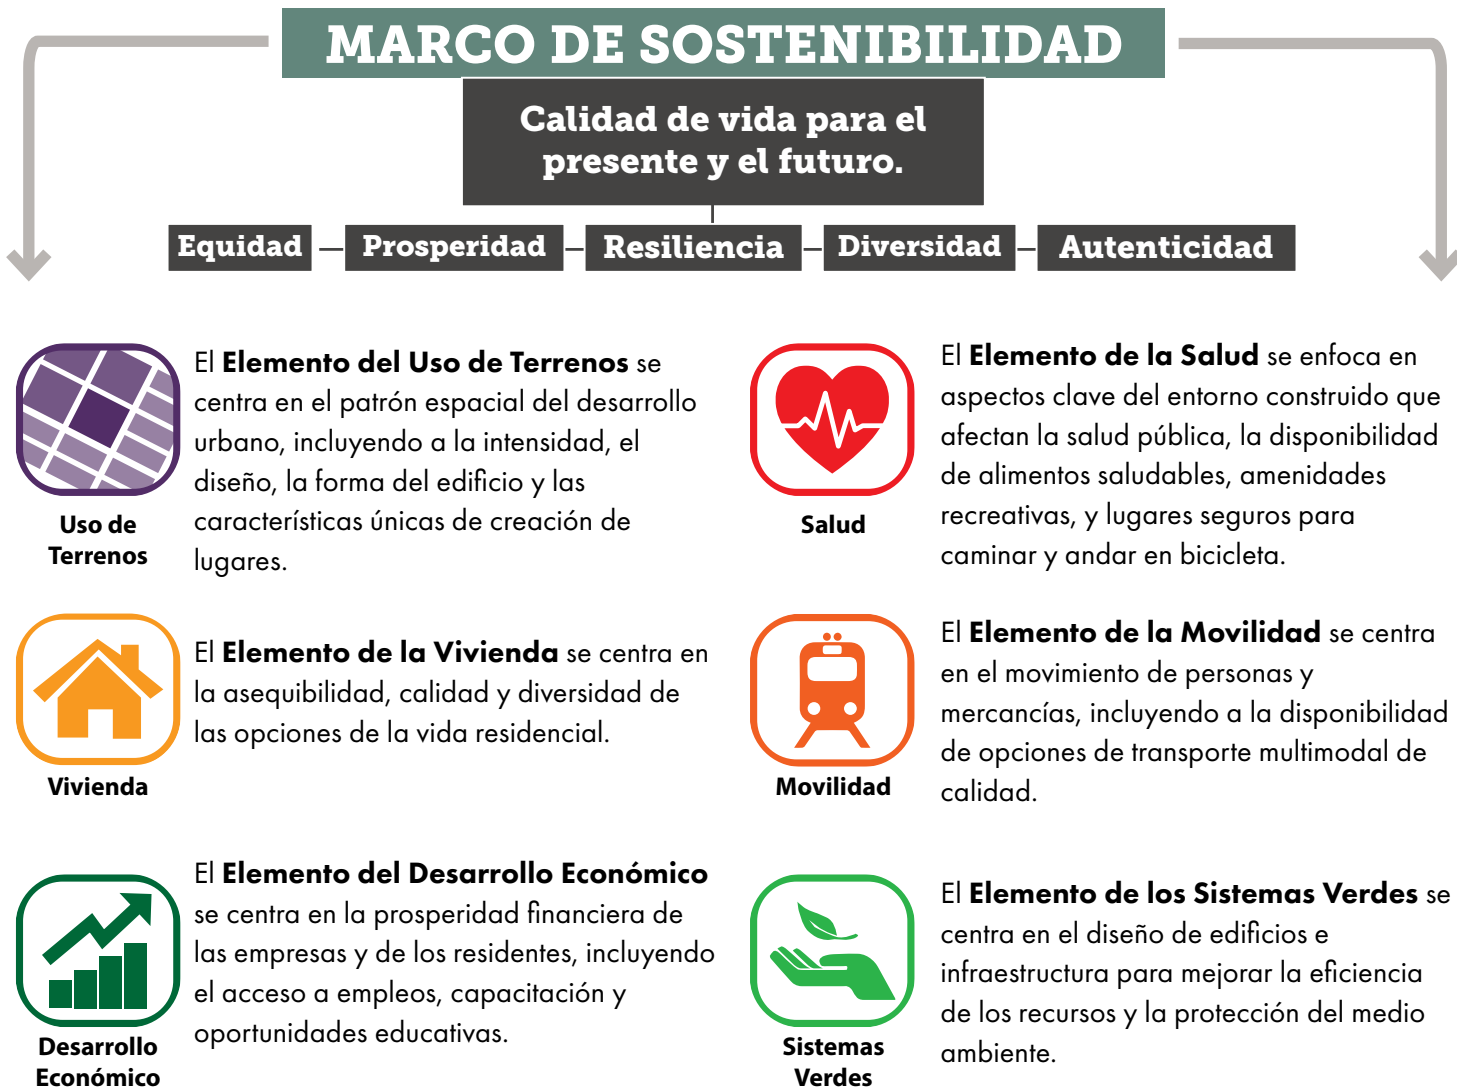 MARCO DE SOSTENIBILIDAD
Calidad de vida para el
presente y el futuro.
Equidad
Prosperidad
Resiliencia
Diversidad
Autenticidad
El Elemento del Uso de Terrenos se
centra en el patrón espacial del desarrollo
urbano, incluyendo a la intensidad, el
diseño, la forma del edificio y las
características únicas de creación de
lugares.
Uso de
Terrenos
El Elemento de la Vivienda se centra en
la asequibilidad, calidad y diversidad de
las opciones de la vida residencial.
Vivienda
El Elemento del Desarrollo Económico
se centra en la prosperidad financiera de
las empresas y de los residentes, incluyendo
el acceso a empleos, capacitación y
oportunidades educativas.
Desarrollo
Económico
El Elemento de la Salud se enfoca en
aspectos clave del entorno construido que
afectan la salud pública, la disponibilidad
de alimentos saludables, amenidades
recreativas, y lugares seguros para
caminar y andar en bicicleta.
Salud
El Elemento de la Movilidad se centra
en el movimiento de personas y
mercancías, incluyendo a la disponibilidad
de opciones de transporte multimodal de
calidad.
Movilidad
El Elemento de los Sistemas Verdes se
centra en el diseño de edificios e
infraestructura para mejorar la eficiencia
de los recursos y la protección del medio
ambiente.
Sistemas
Verdes